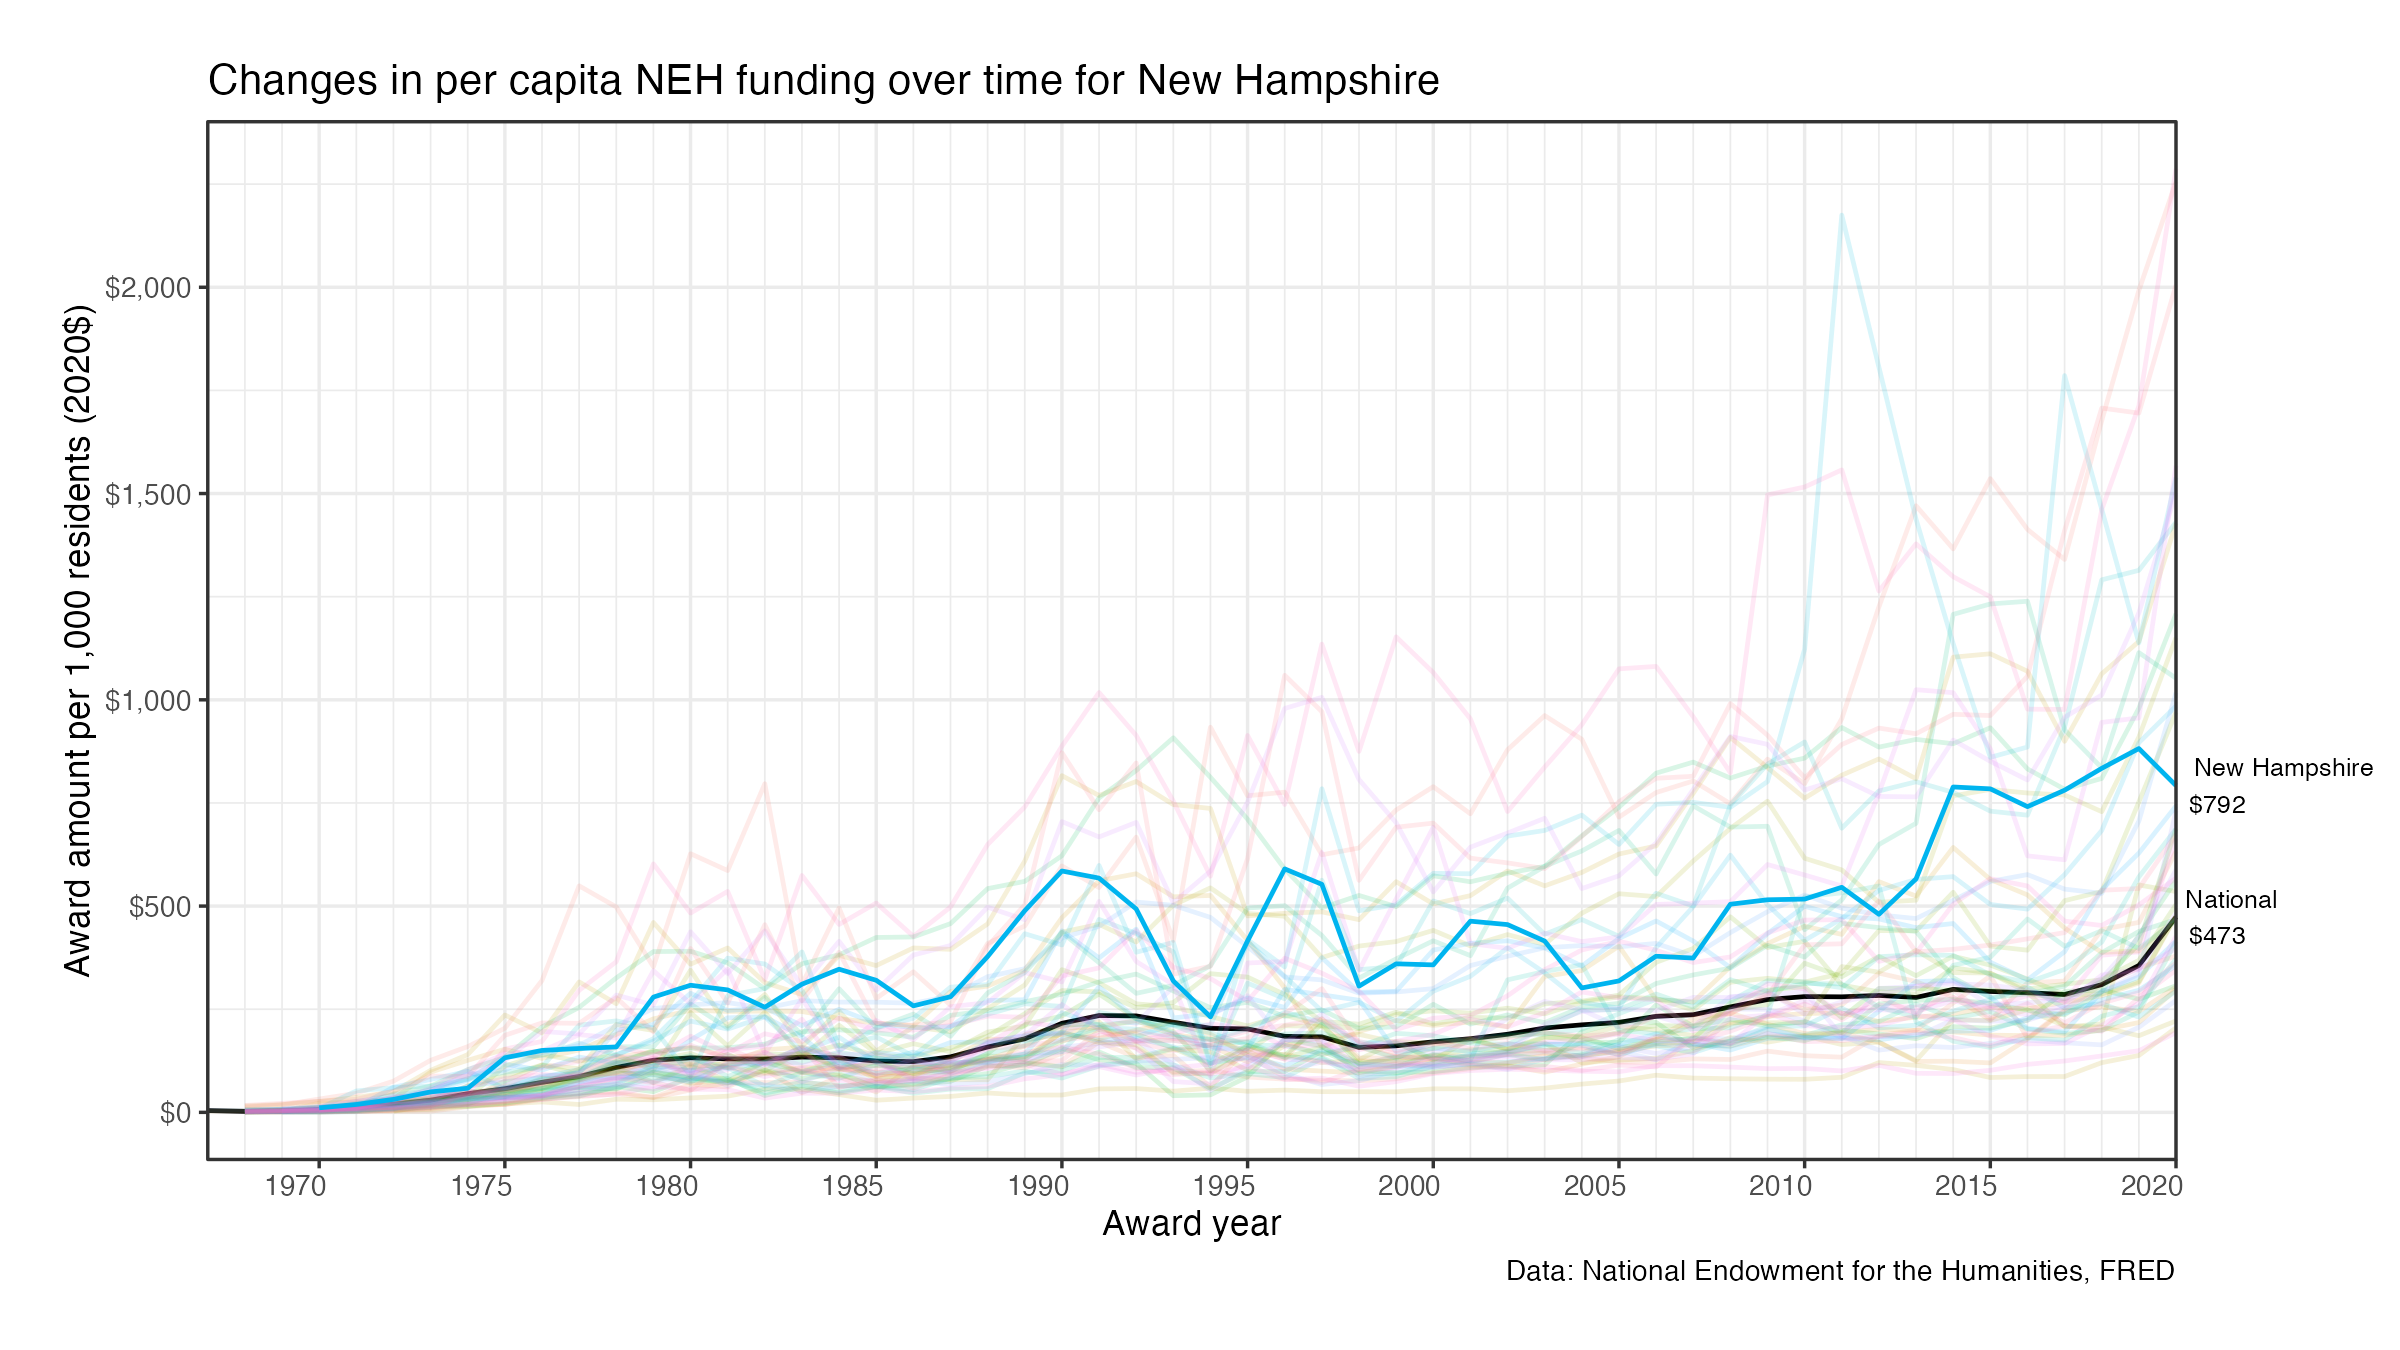 Changes in per capita NEH funding over time for New Hampshire
Award amount per 1,000 residents (2020$)
$2,000
$1,500
$1,000
$500
$0
New Hampshire
$792
National
$473
1970 1975 1980 1985 1990 1995 2000 2005 2010 2015 2020
Award year
Data: National Endowment for the Humanities, FRED